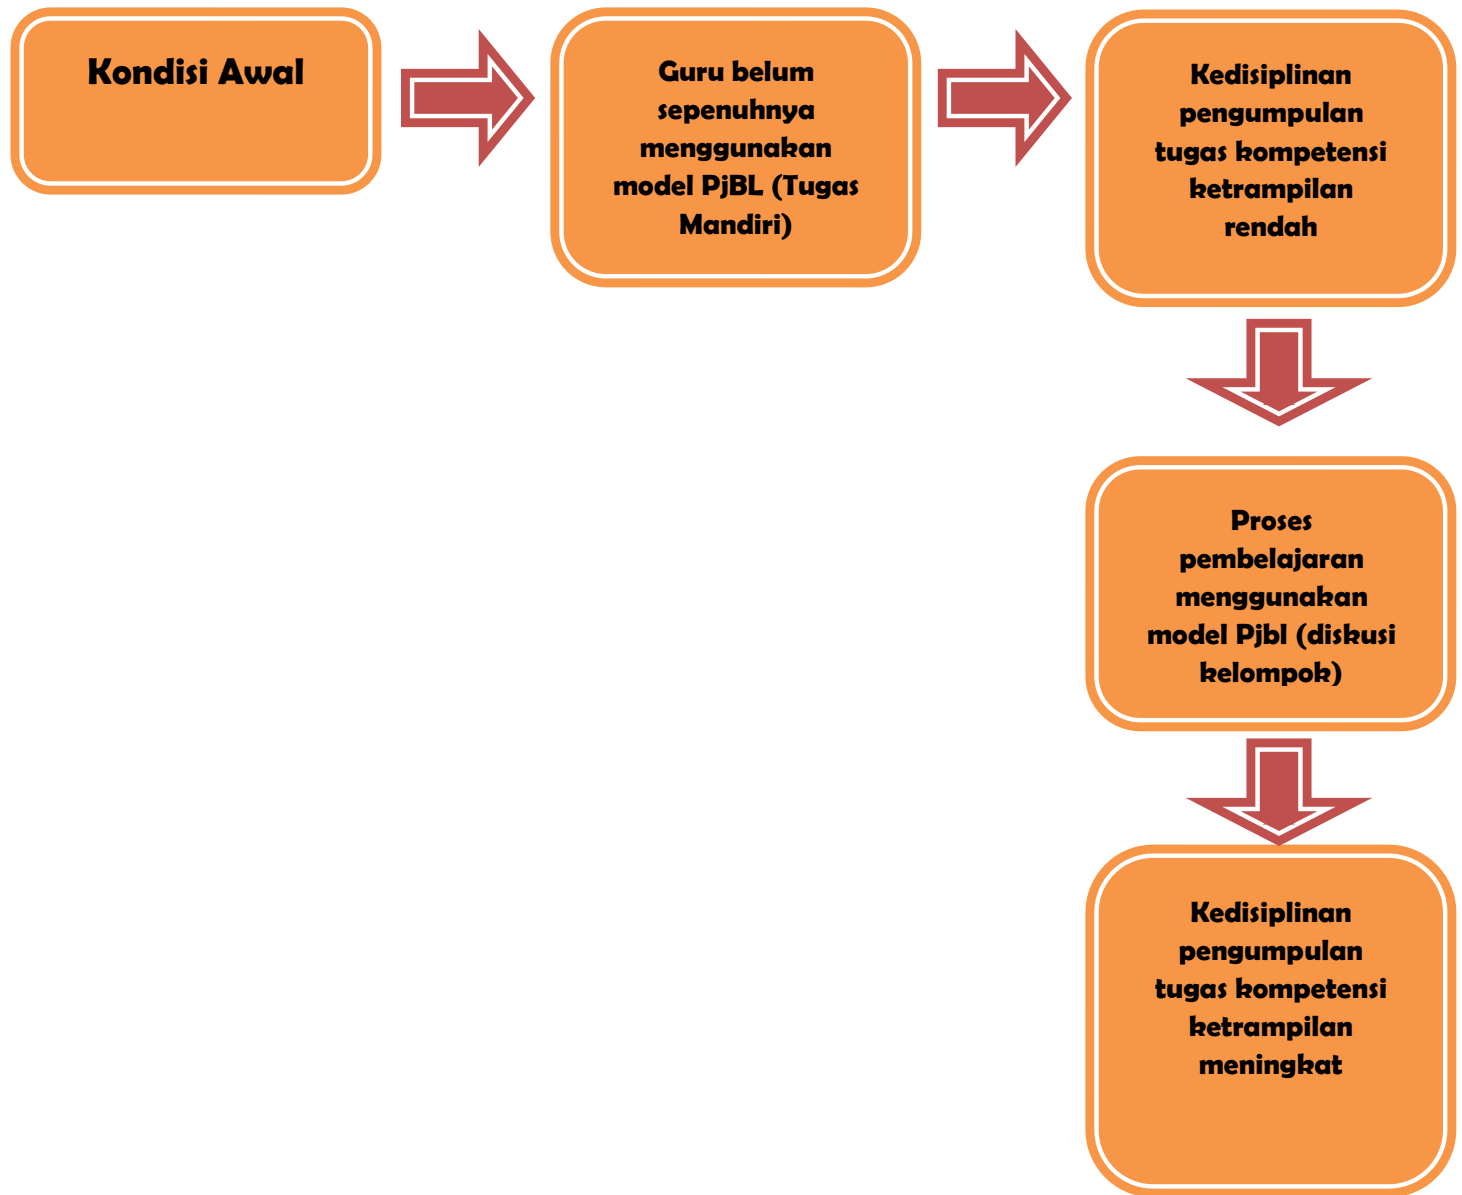 Kondisi Awal
Guru belum
sepenuhnya
menggunakan
model PjBL (Tugas
Mandiri)
Kedisiplinan
pengumpulan
tugas kompetensi
ketrampilan
rendah
Proses
pembelajaran
menggunakan
model Pjbl (diskusi
kelompok)
Kedisiplinan
pengumpulan
tugas kompetensi
ketrampilan
meningkat